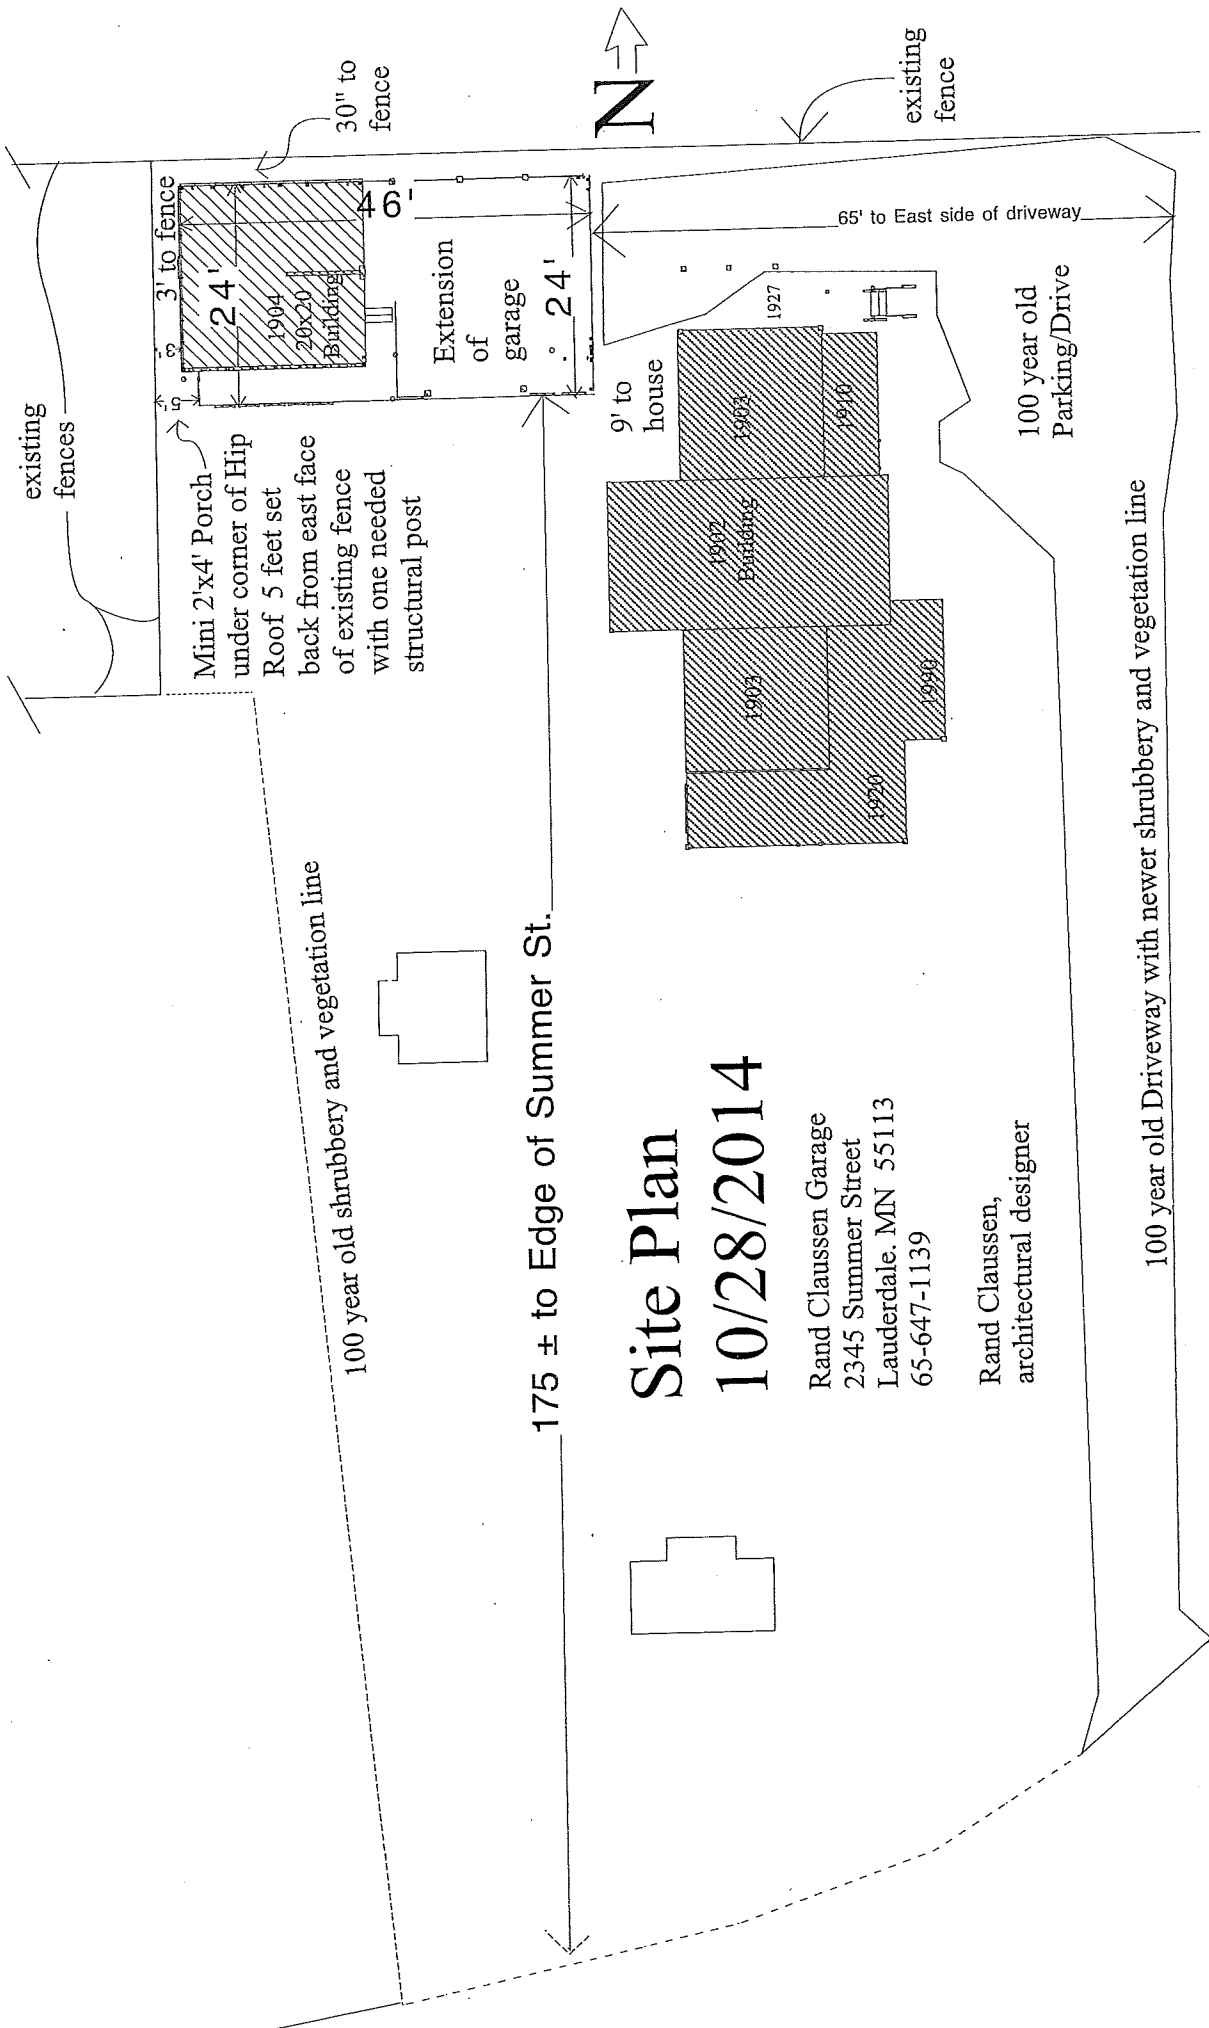 existing
fences
3' to fence
30" to
fence
24'
46'
1904
20x20
Building
3'
5'
Extension
of
garage
24'
N
existing
fence
65' to East side of driveway
Mini 2'x4' Porch
under corner of Hip
Roof 5 feet set
back from east face
of existing fence
with one needed
structural post
9' to
house
1927
1903
1910
1902
Building
1903
1990
1920
100 year old
Parking/Drive
100 year old shrubbery and vegetation line
175 ± to Edge of Summer St.
Site Plan
10/28/2014
Rand Claussen Garage
2345 Summer Street
Lauderdale. MN 55113
65-647-1139
Rand Claussen,
architectural designer
100 year old Driveway with newer shrubbery and vegetation line